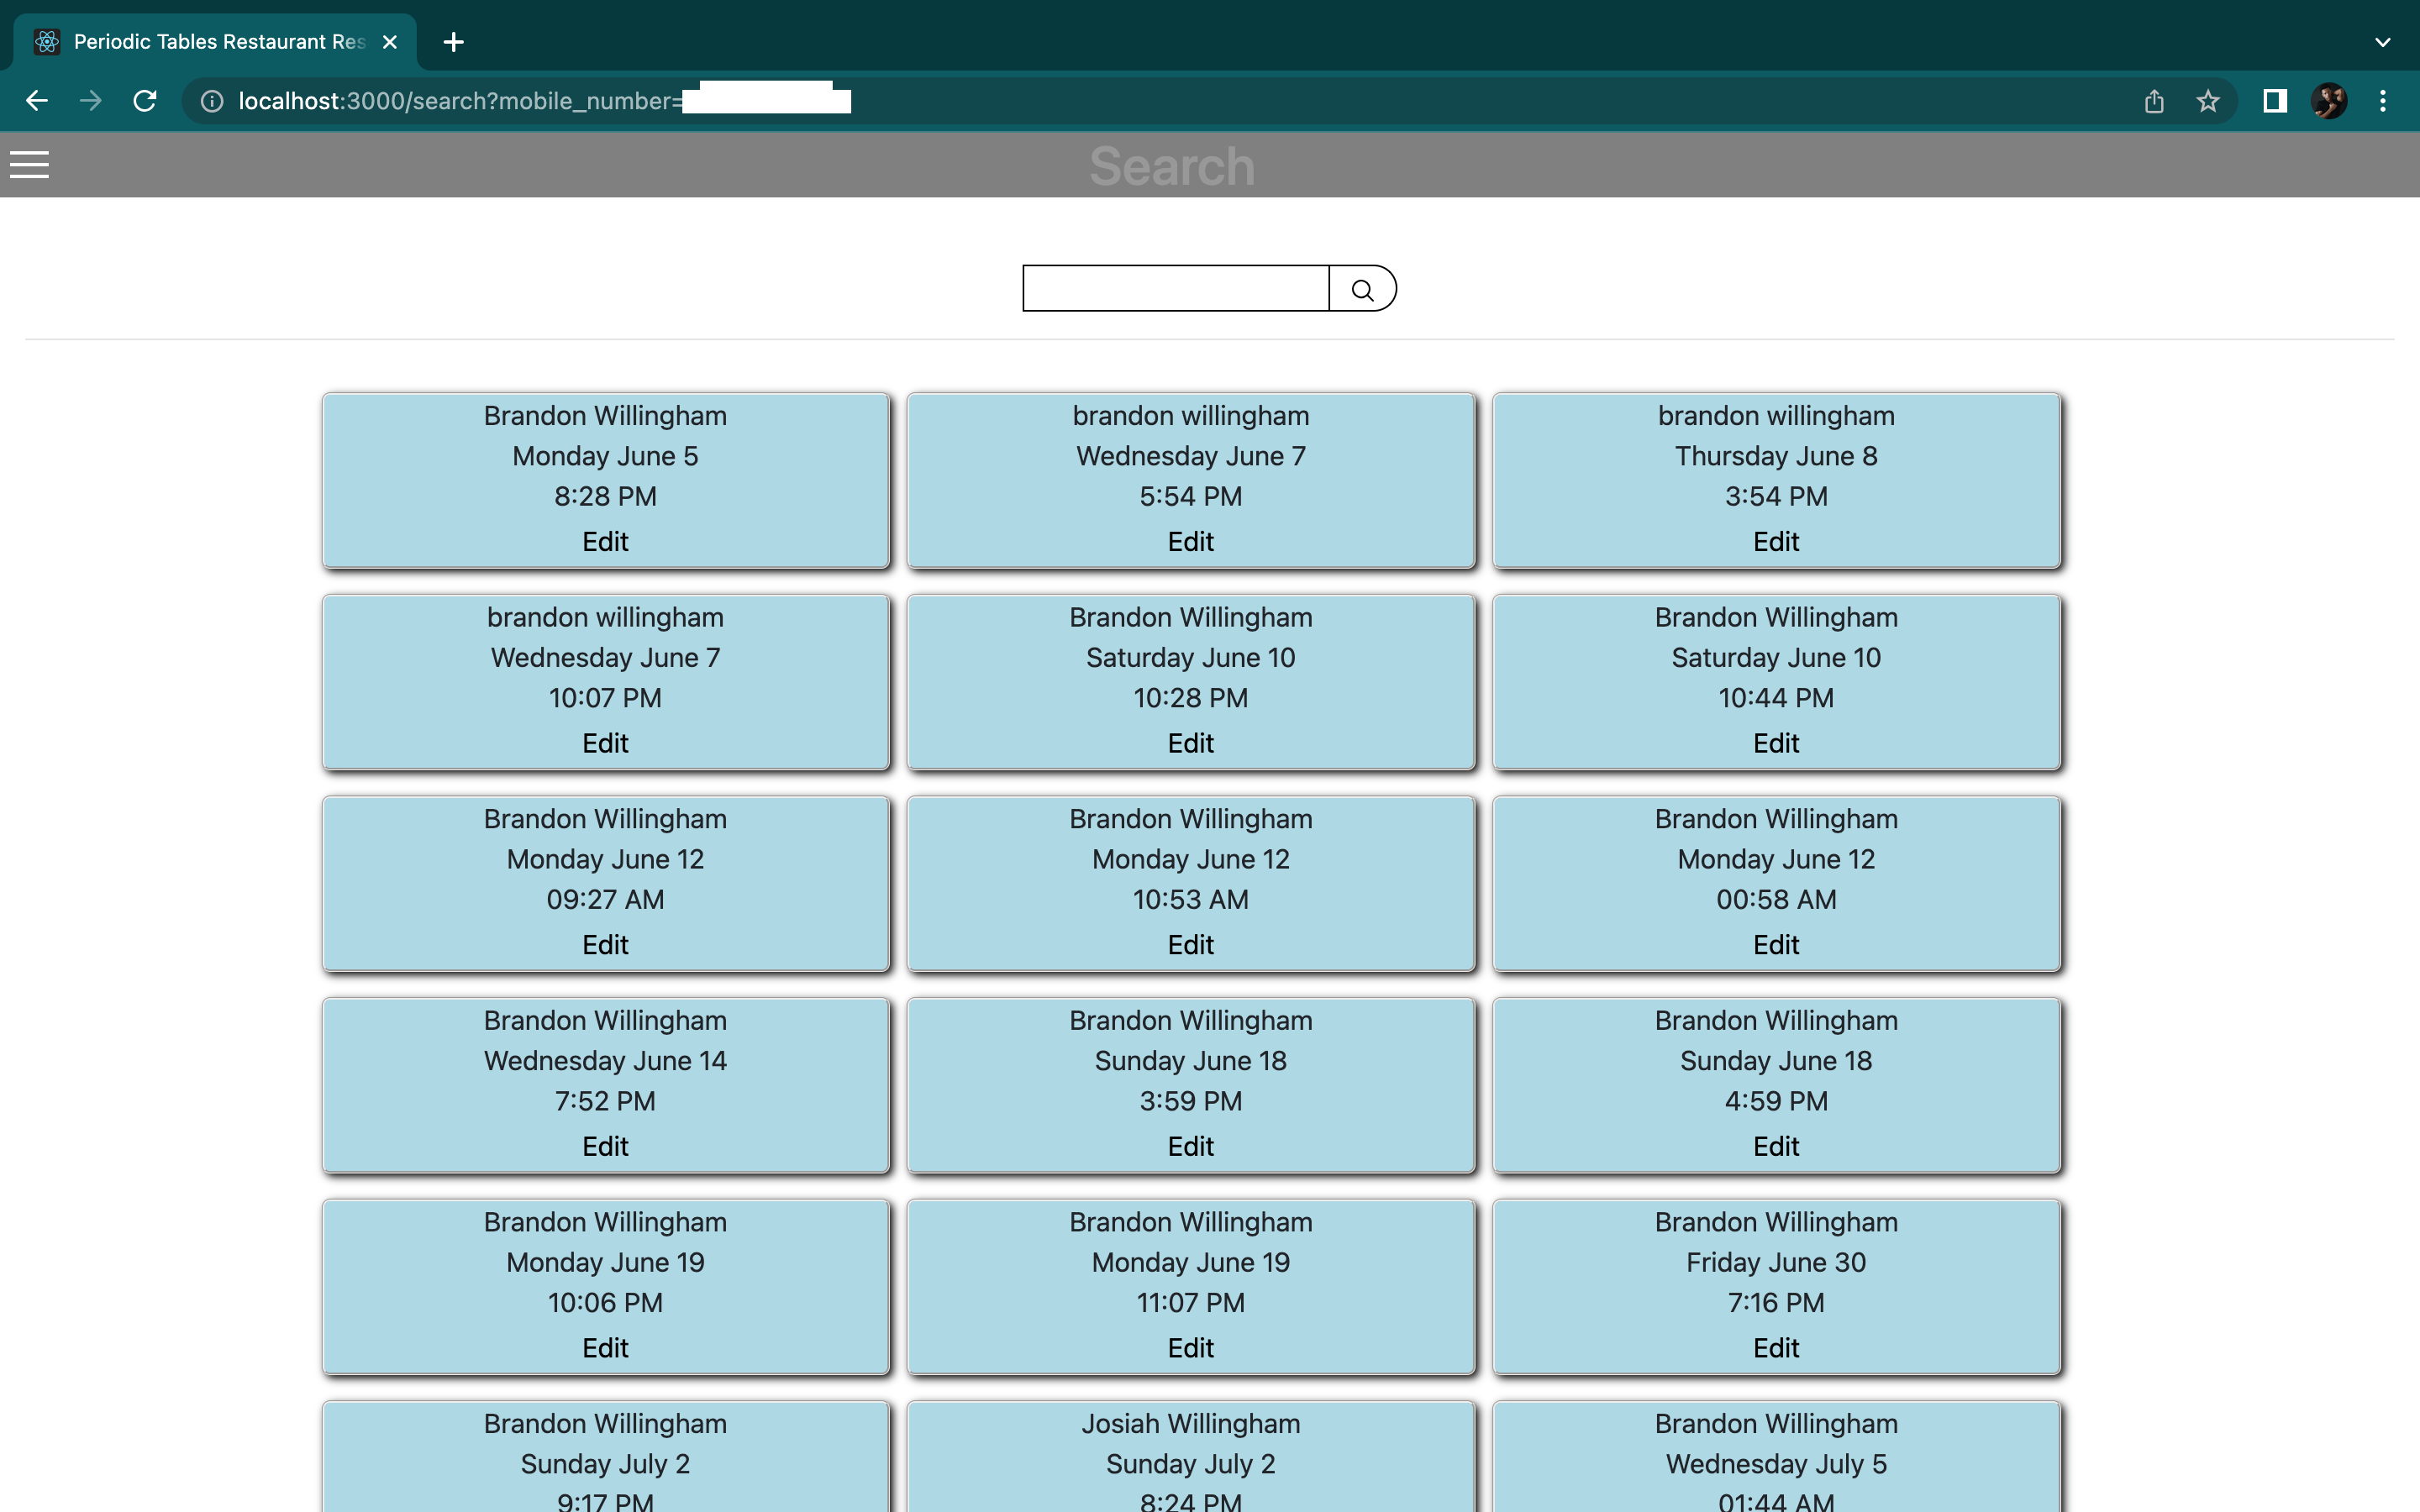 Periodic Tables Restaurant Res
localhost:3000/search?mobile_number=
Search
Brandon Willingham
Monday June 5
8:28 PM
Edit
brandon willingham
Wednesday June 7
5:54 PM
Edit
brandon willingham
Thursday June 8
3:54 PM
Edit
brandon willingham
Wednesday June 7
10:07 PM
Edit
Brandon Willingham
Saturday June 10
10:28 PM
Edit
Brandon Willingham
Saturday June 10
10:44 PM
Edit
Brandon Willingham
Monday June 12
09:27 AM
Edit
Brandon Willingham
Monday June 12
10:53 AM
Edit
Brandon Willingham
Monday June 12
00:58 AM
Edit
Brandon Willingham
Wednesday June 14
7:52 PM
Edit
Brandon Willingham
Sunday June 18
3:59 PM
Edit
Brandon Willingham
Sunday June 18
4:59 PM
Edit
Brandon Willingham
Monday June 19
10:06 PM
Edit
Brandon Willingham
Monday June 19
11:07 PM
Edit
Brandon Willingham
Friday June 30
7:16 PM
Edit
Brandon Willingham
Sunday July 2
9:17 PM
Josiah Willingham
Sunday July 2
8:24 PM
Brandon Willingham
Wednesday July 5
01:44 AM